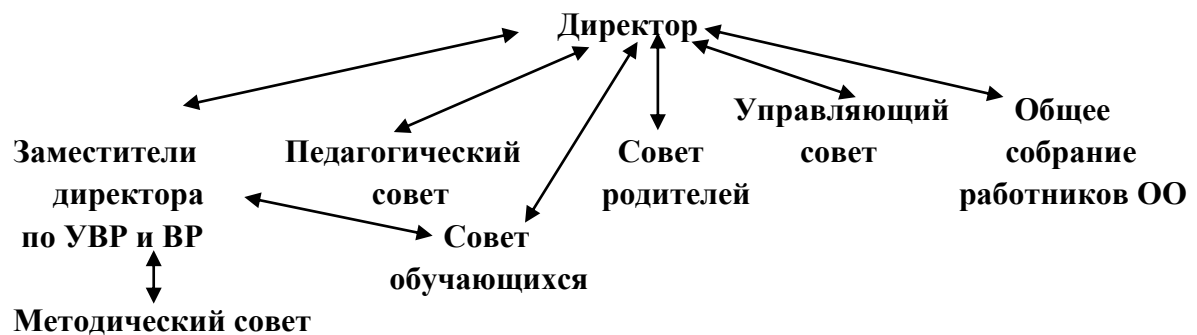 Директор
Управляющий
совет
Общее
собрание
работников ОО
Заместители
директора
по УВР и ВР
Педагогический
совет
Совет
родителей
Совет
обучающихся
Методический совет